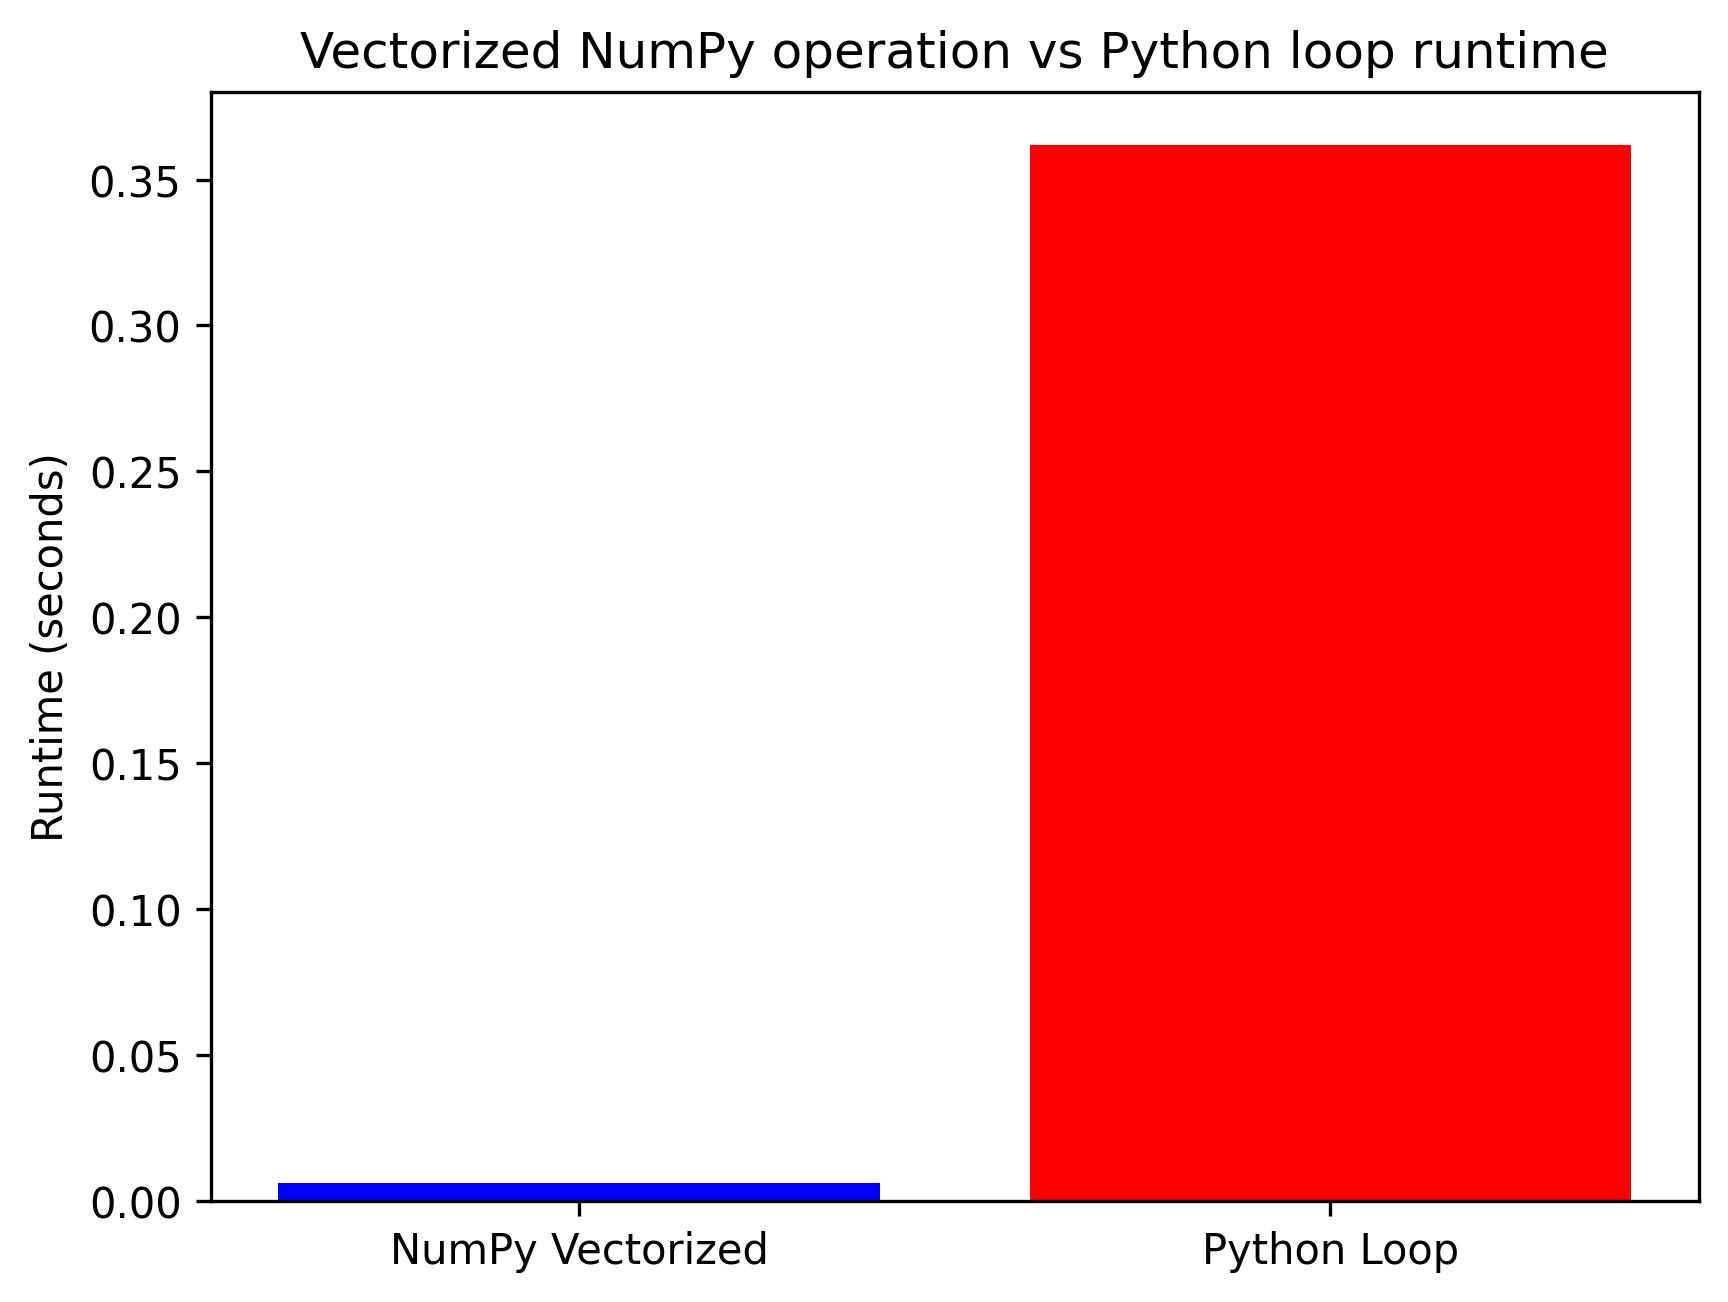 Vectorized NumPy operation vs Python loop runtime
Runtime (seconds)
0.35
0.30
0.25
0.20
0.15
0.10
0.05
0.00
NumPy Vectorized
Python Loop